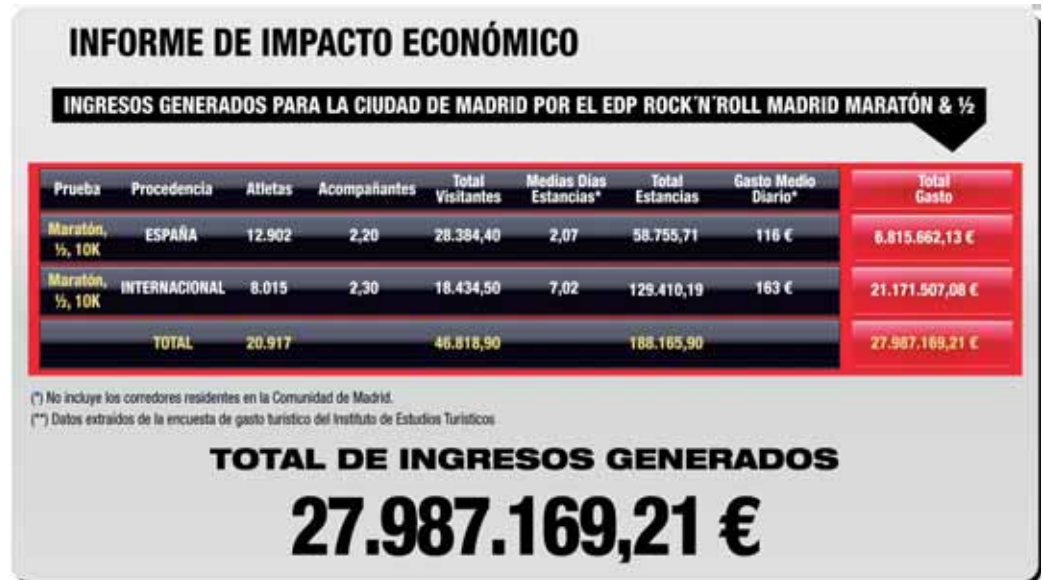 INFORME DE IMPACTO ECONÓMICO
INGRESOS GENERADOS PARA LA CIUDAD DE MADRID POR EL EDP ROCK´N´ROLL MADRID MARATÓN & ½
Prueba Procedencia Atletas Acompañantes Total Visitantes Medias Días Estancias* Total Estancias Gasto Medio Diario* Total Gasto
Maratón, ½, 10K ESPAÑA 12.902 2,20 28.384,40 2,07 58.755,71 116 € 6.815.662,13 €
Maratón, ½, 10K INTERNACIONAL 8.015 2,30 18.434,50 7,02 129.410,19 163 € 21.171.507,08 €
TOTAL 20.917 46.818,90 188.165,90 27.987.169,21 €
(*) No incluye los corredores residentes en la Comunidad de Madrid.
(**) Datos extraídos de la encuesta de gasto turístico del Instituto de Estudios Turísticos
TOTAL DE INGRESOS GENERADOS
27.987.169,21 €